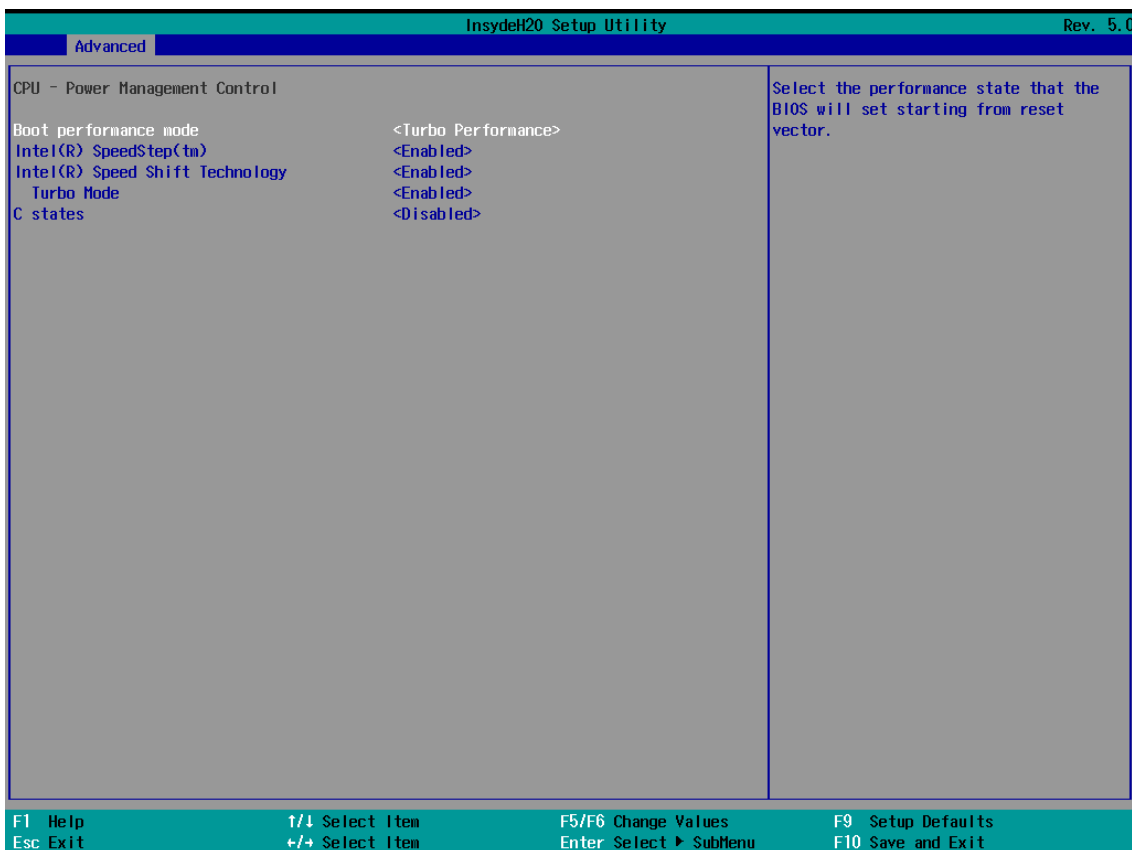 InsydeH20 Setup Utility Rev. 5.0
Advanced
CPU - Power Management Control
Boot performance mode <Turbo Performance>
Intel(R) SpeedStep(tm) <Enabled>
Intel(R) Speed Shift Technology <Enabled>
Turbo Mode <Enabled>
C states <Disabled>
Select the performance state that the
BIOS will set starting from reset
vector.
F1 Help ↑/↓ Select Item F5/F6 Change Values F9 Setup Defaults
Esc Exit ←/→ Select Item Enter Select ▶ SubMenu F10 Save and Exit